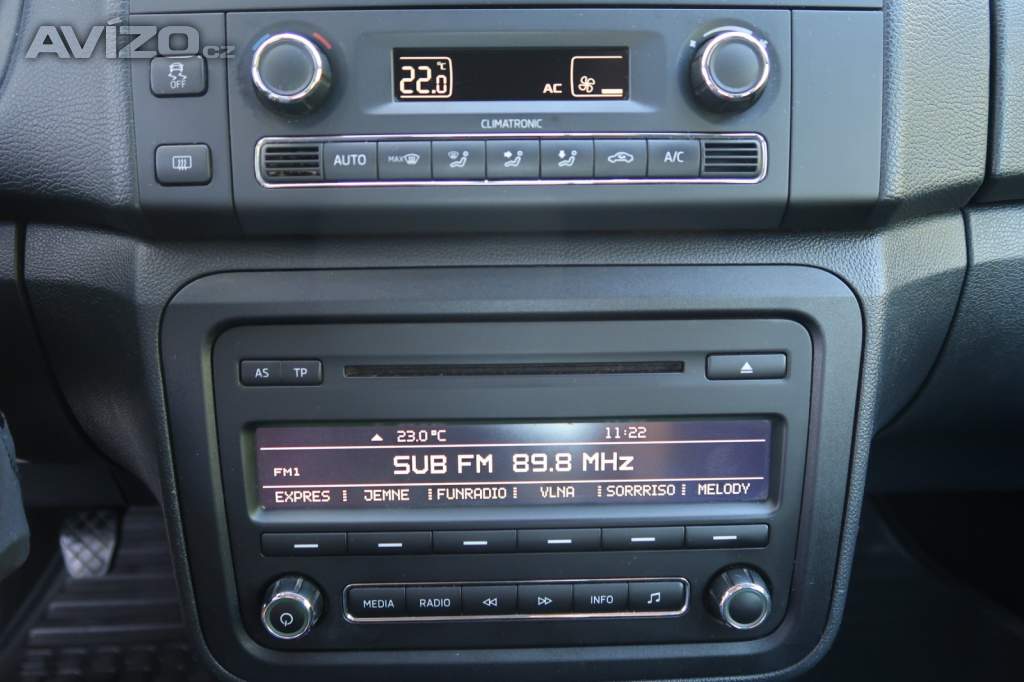 AVÍZO.cz
OFF
22.0 °C AC
CLIMATRONIC
AUTO MAX A/C
AS TP
23.0 °C 11:22
FM1 SUB FM 89.8 MHz
EXPRES JEMNE FUNRADIO VLNA SORRRISO MELODY
MEDIA RADIO INFO